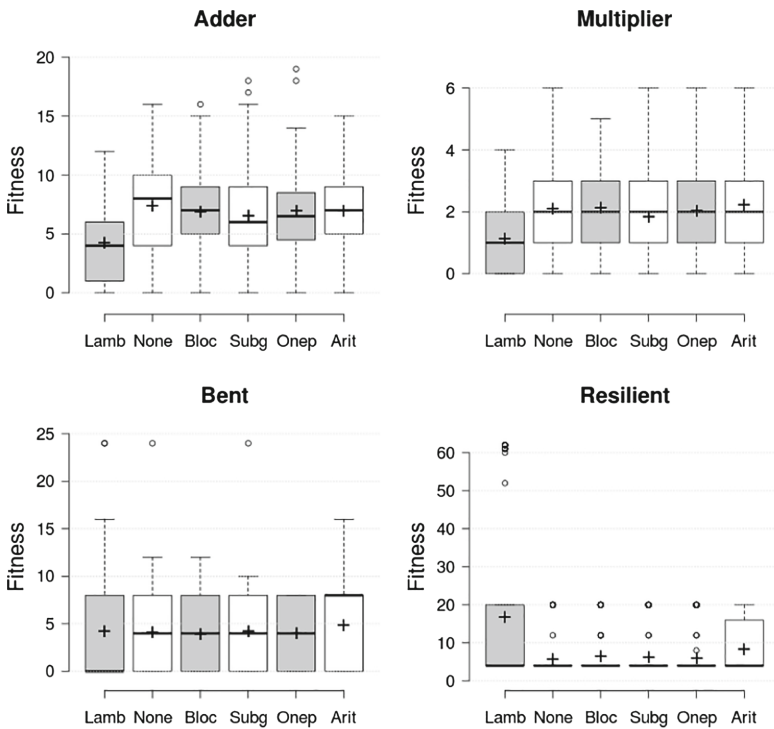 Adder
Fitness
20
15
10
5
0
Lamb None Bloc Subg Onep Arit
Multiplier
Fitness
6
4
2
0
Lamb None Bloc Subg Onep Arit
Bent
Fitness
25
20
15
10
5
0
Lamb None Bloc Subg Onep Arit
Resilient
Fitness
60
50
40
30
20
10
0
Lamb None Bloc Subg Onep Arit